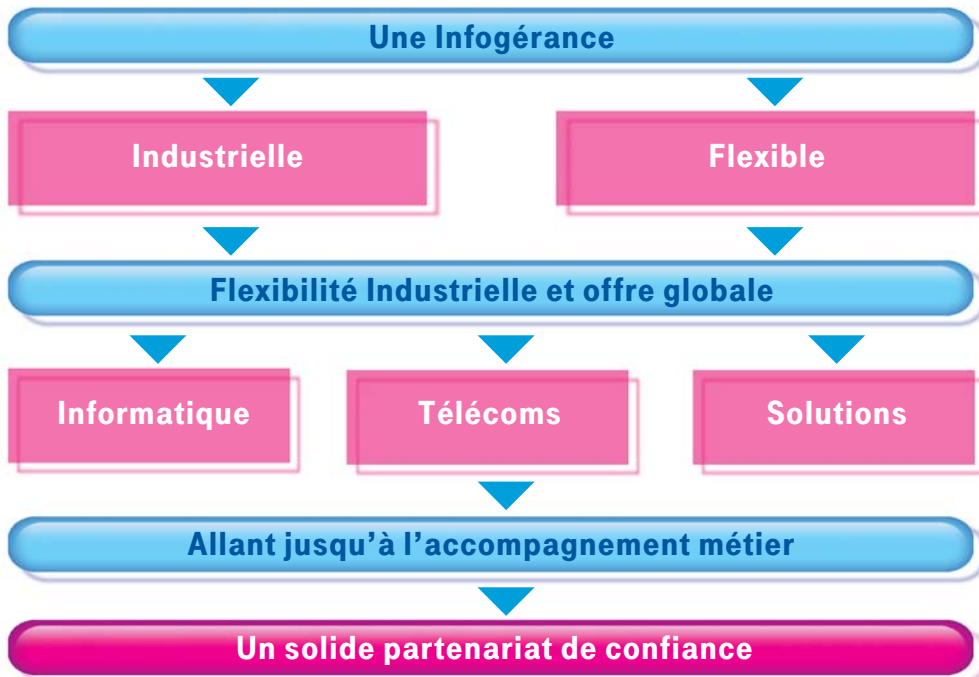 Une Infogérance
Industrielle
Flexible
Flexibilité Industrielle et offre globale
Informatique
Télécoms
Solutions
Allant jusqu’à l’accompagnement métier
Un solide partenariat de confiance